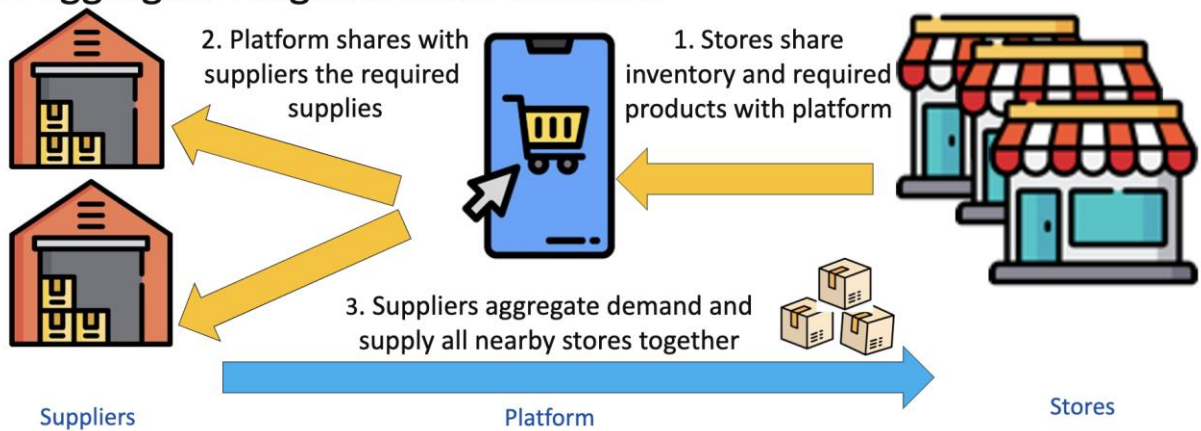 2. Platform shares with
suppliers the required
supplies
1. Stores share
inventory and required
products with platform
3. Suppliers aggregate demand and
supply all nearby stores together
Suppliers
Platform
Stores